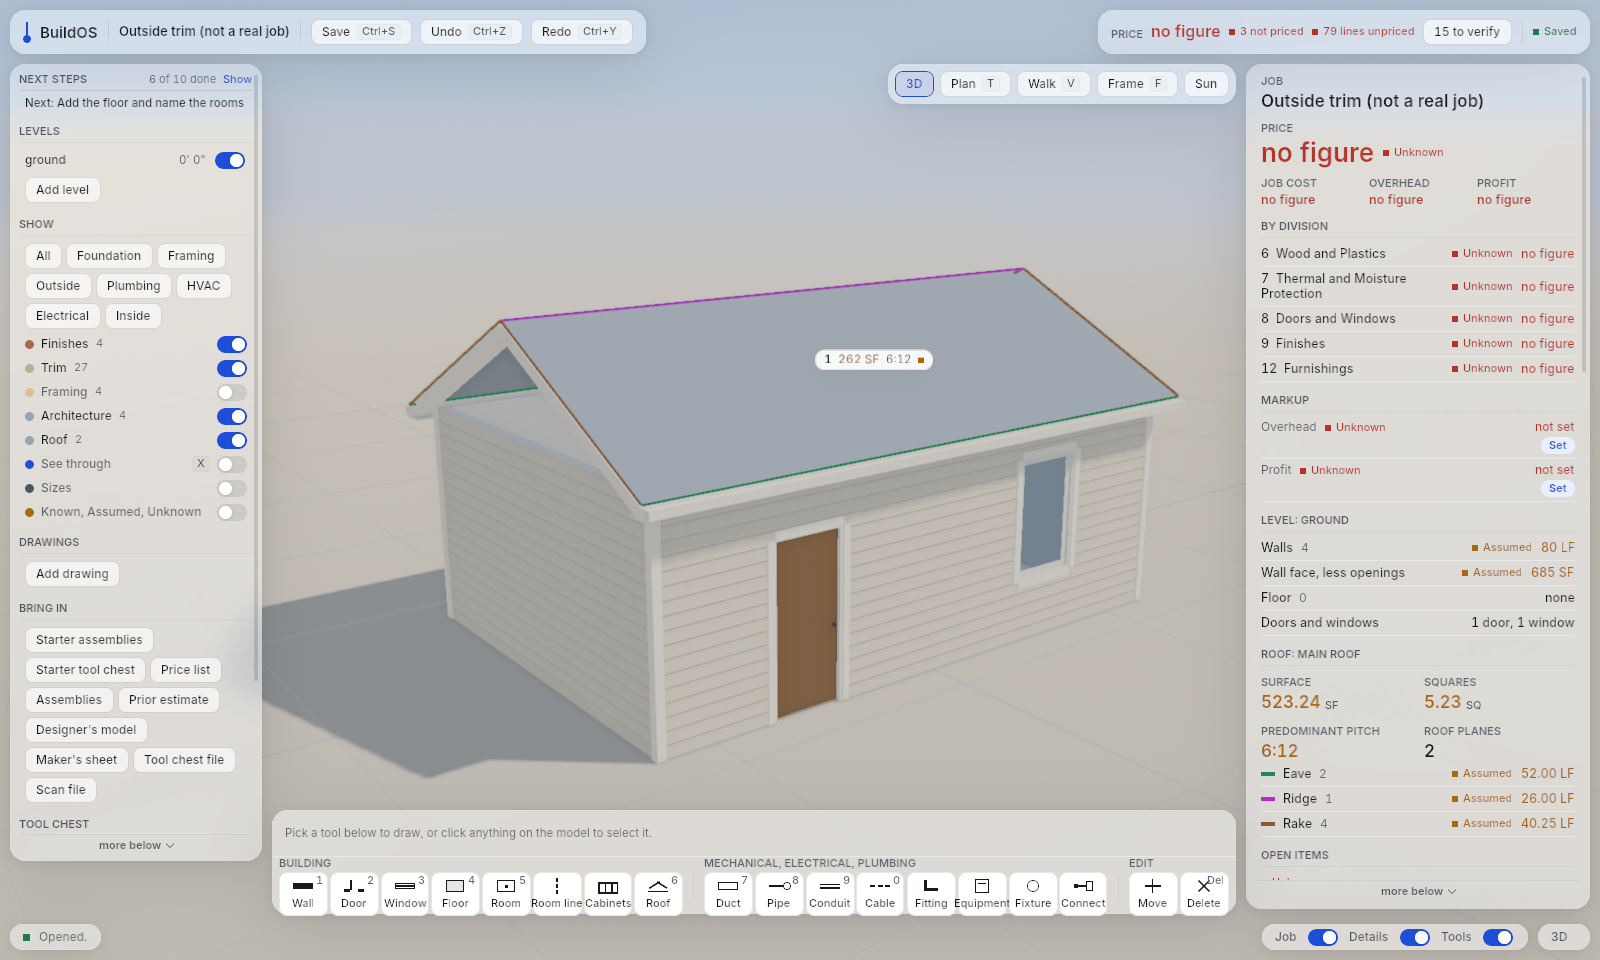 BuildOS
Outside trim (not a real job)
Save Ctrl+S
Undo Ctrl+Z
Redo Ctrl+Y
PRICE no figure 3 not priced 79 lines unpriced 15 to verify Saved
NEXT STEPS 6 of 10 done Show
Next: Add the floor and name the rooms
LEVELS
ground 0' 0"
Add level
SHOW
All Foundation Framing
Outside Plumbing HVAC
Electrical Inside
Finishes 4
Trim 27
Framing 4
Architecture 4
Roof 2
See through X
Sizes
Known, Assumed, Unknown
DRAWINGS
Add drawing
BRING IN
Starter assemblies
Starter tool chest Price list
Assemblies Prior estimate
Designer's model
Maker's sheet Tool chest file
Scan file
TOOL CHEST
more below
Opened.
3D Plan T Walk V Frame F Sun
1 262 SF 6:12
Pick a tool below to draw, or click anything on the model to select it.
BUILDING
1 Wall
2 Door
3 Window
4 Floor
5 Room
Room line
Cabinets
6 Roof
MECHANICAL, ELECTRICAL, PLUMBING
7 Duct
8 Pipe
9 Conduit
0 Cable
Fitting
Equipment
Fixture
Connect
EDIT
Move
Del Delete
JOB
Outside trim (not a real job)
PRICE
no figure Unknown
JOB COST OVERHEAD PROFIT
no figure no figure no figure
BY DIVISION
6 Wood and Plastics Unknown no figure
7 Thermal and Moisture
Protection Unknown no figure
8 Doors and Windows Unknown no figure
9 Finishes Unknown no figure
12 Furnishings Unknown no figure
MARKUP
Overhead Unknown not set
Set
Profit Unknown not set
Set
LEVEL: GROUND
Walls 4 Assumed 80 LF
Wall face, less openings Assumed 685 SF
Floor 0 none
Doors and windows 1 door, 1 window
ROOF: MAIN ROOF
SURFACE SQUARES
523.24 SF 5.23 SQ
PREDOMINANT PITCH ROOF PLANES
6:12 2
Eave 2 Assumed 52.00 LF
Ridge 1 Assumed 26.00 LF
Rake 4 Assumed 40.25 LF
OPEN ITEMS
more below
Job Details Tools 3D